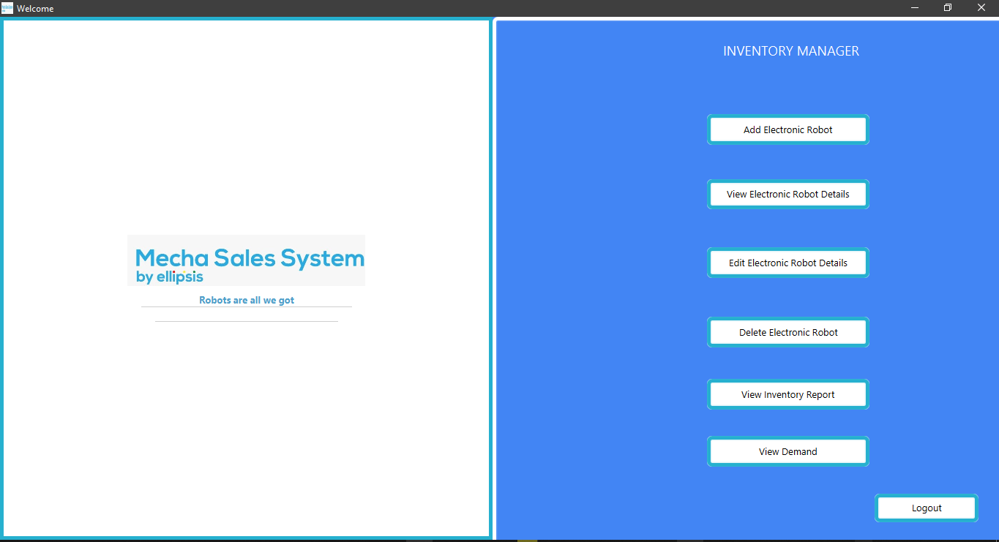 Welcome
Mecha Sales System
by ellipsis
Robots are all we got
INVENTORY MANAGER
Add Electronic Robot
View Electronic Robot Details
Edit Electronic Robot Details
Delete Electronic Robot
View Inventory Report
View Demand
Logout